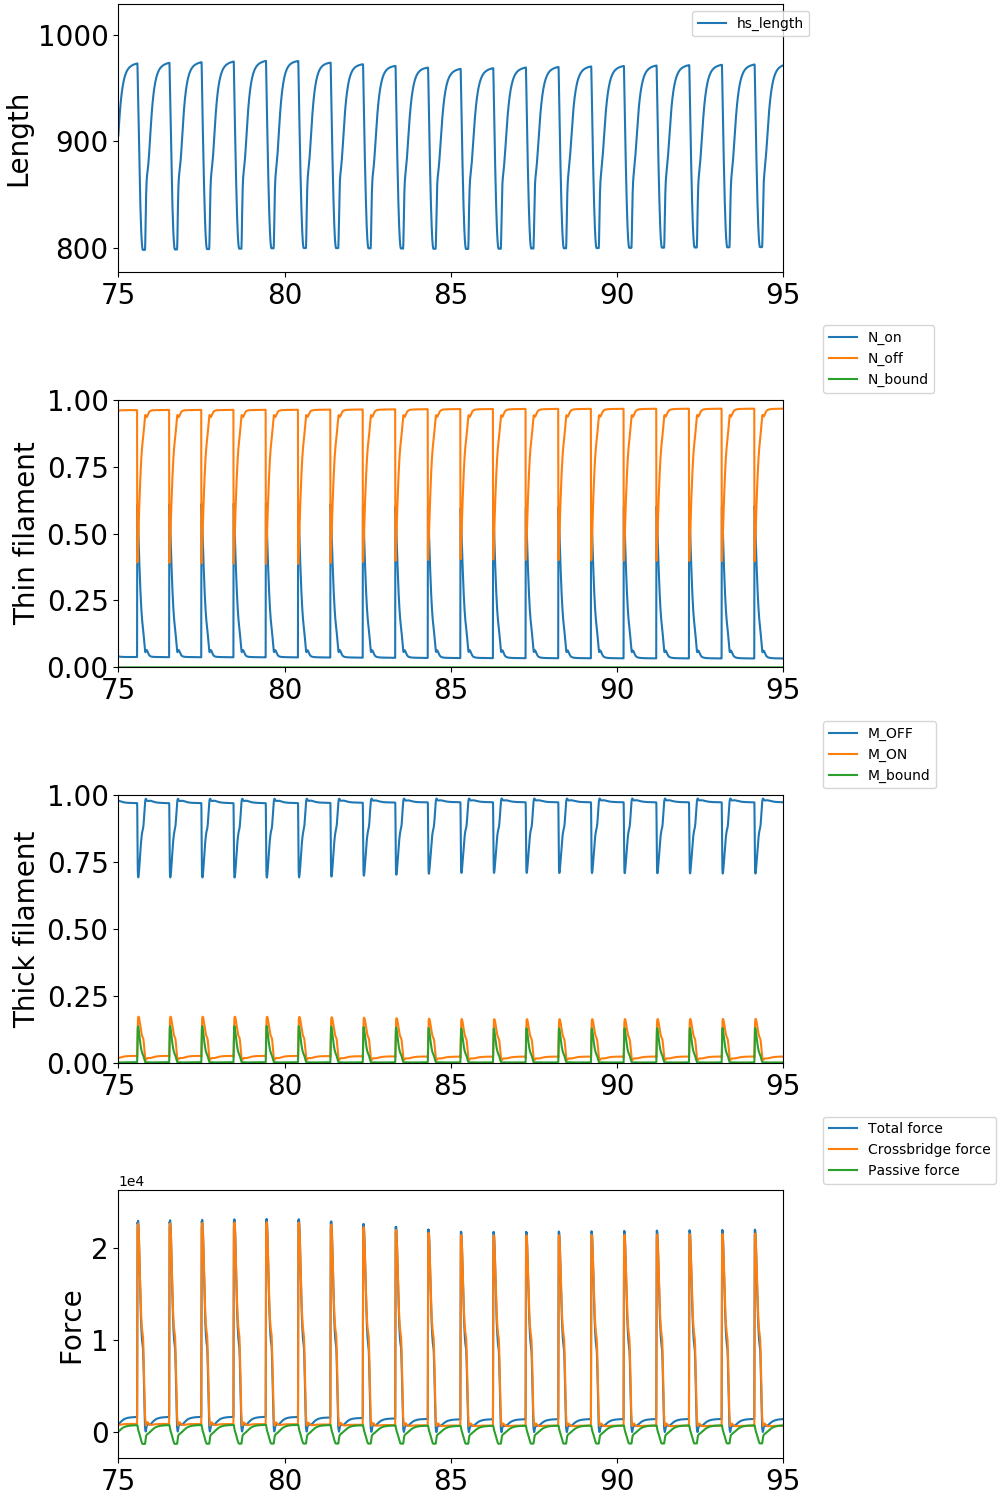 hs_length
1000
900
800
Length
75 80 85 90 95
N_on
N_off
N_bound
1.00
0.75
0.50
0.25
0.00
Thin filament
75 80 85 90 95
M_OFF
M_ON
M_bound
1.00
0.75
0.50
0.25
0.00
Thick filament
75 80 85 90 95
Total force
Crossbridge force
Passive force
1e4
2
1
0
Force
75 80 85 90 95